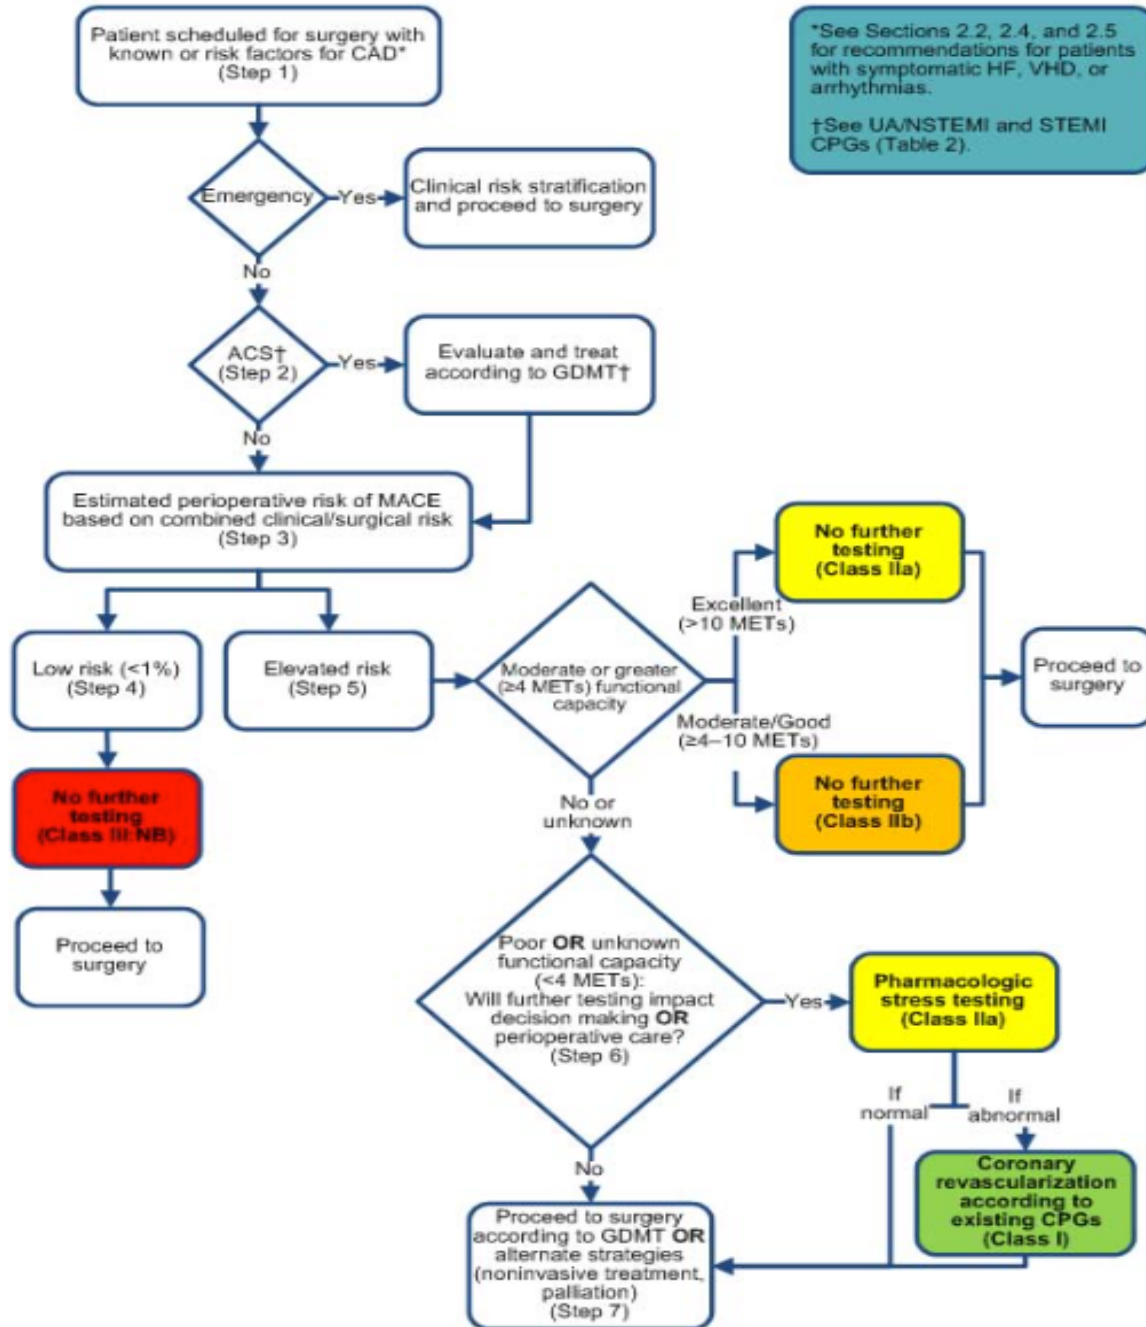 Patient scheduled for surgery with
known or risk factors for CAD*
(Step 1)
*See Sections 2.2, 2.4, and 2.5
for recommendations for patients
with symptomatic HF, VHD, or
arrhythmias.
†See UA/NSTEMI and STEMI
CPGs (Table 2).
Emergency
Yes
Clinical risk stratification
and proceed to surgery
No
ACS†
(Step 2)
Yes
Evaluate and treat
according to GDMT†
No
Estimated perioperative risk of MACE
based on combined clinical/surgical risk
(Step 3)
Low risk (<1%)
(Step 4)
Elevated risk
(Step 5)
Moderate or greater
(≥4 METs) functional
capacity
Excellent
(>10 METs)
No further
testing
(Class IIa)
Moderate/Good
(≥4–10 METs)
No further
testing
(Class IIb)
Proceed to
surgery
No further
testing
(Class III:NB)
Proceed to
surgery
No or
unknown
Poor OR unknown
functional capacity
(<4 METs):
Will further testing impact
decision making OR
perioperative care?
(Step 6)
Yes
Pharmacologic
stress testing
(Class IIa)
If
normal
If
abnormal
Coronary
revascularization
according to
existing CPGs
(Class I)
No
Proceed to surgery
according to GDMT OR
alternate strategies
(noninvasive treatment,
palliation)
(Step 7)